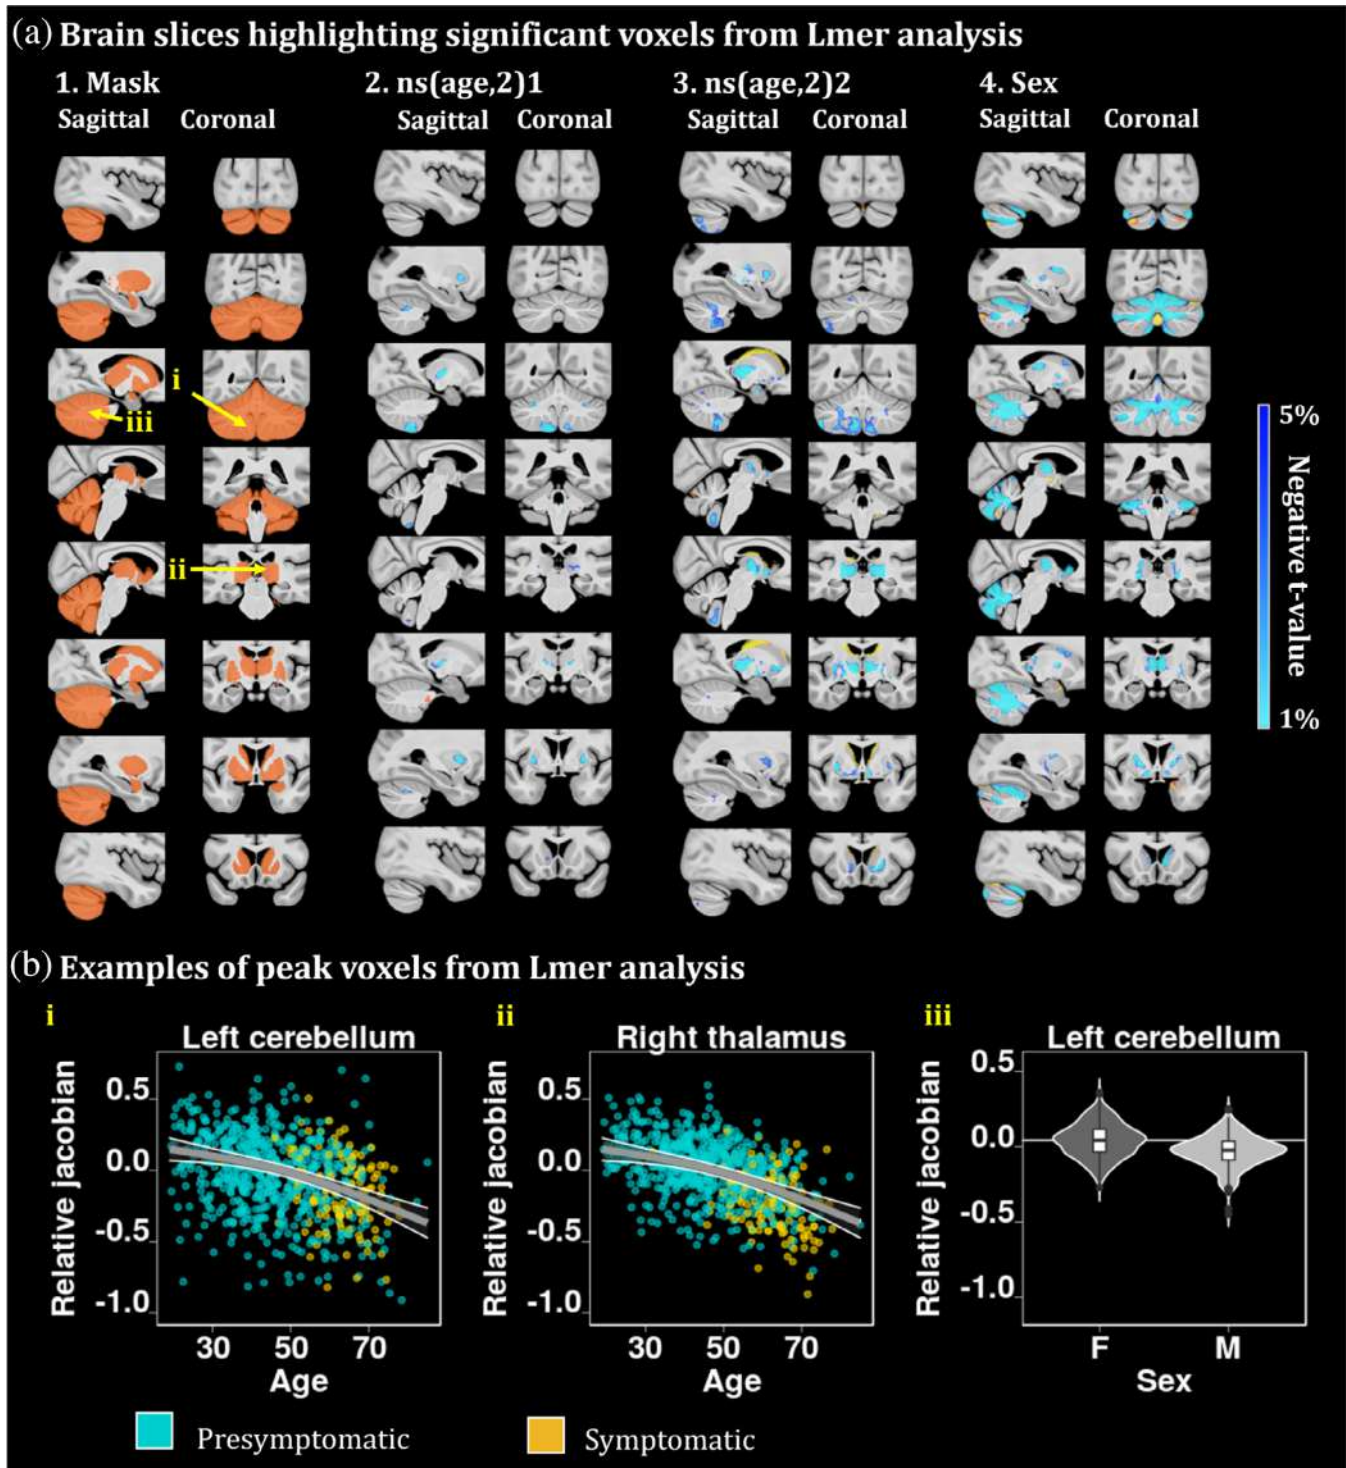 (a) Brain slices highlighting significant voxels from Lmer analysis
1. Mask 2. ns(age,2)1 3. ns(age,2)2 4. Sex
Sagittal Coronal Sagittal Coronal Sagittal Coronal Sagittal Coronal
i
iii
ii
5%
Negative t-value
1%
(b) Examples of peak voxels from Lmer analysis
i ii iii
Left cerebellum Right thalamus Left cerebellum
Relative jacobian
0.5
0.0
-0.5
-1.0
30 50 70
Age
Relative jacobian
0.5
0.0
-0.5
-1.0
30 50 70
Age
Relative jacobian
0.5
0.0
-0.5
-1.0
F M
Sex
Presymptomatic Symptomatic